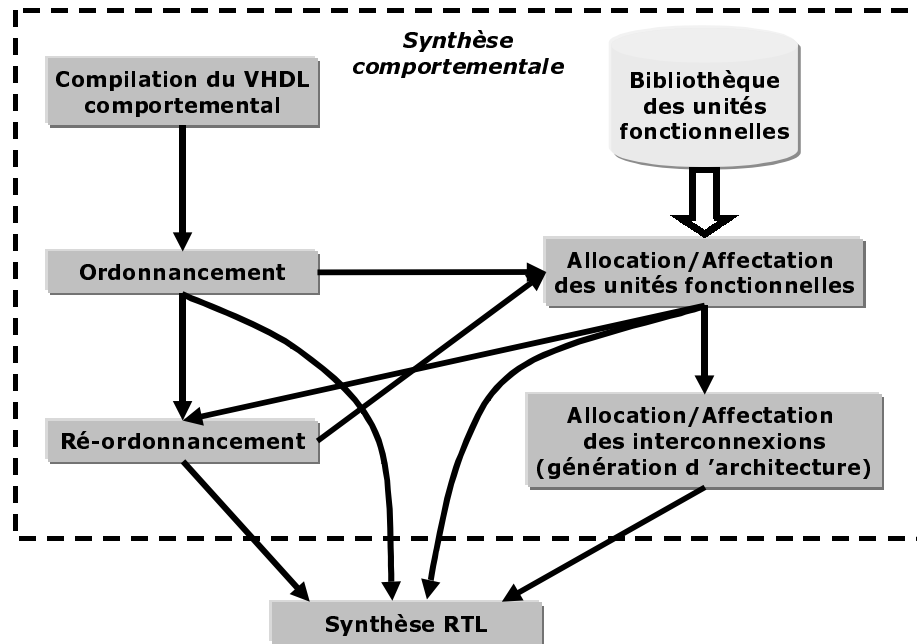 Synthèse
comportementale
Compilation du VHDL
comportemental
Bibliothèque
des unités
fonctionnelles
Ordonnancement
Allocation/Affectation
des unités fonctionnelles
Ré-ordonnancement
Allocation/Affectation
des interconnexions
(génération d ’architecture)
Synthèse RTL